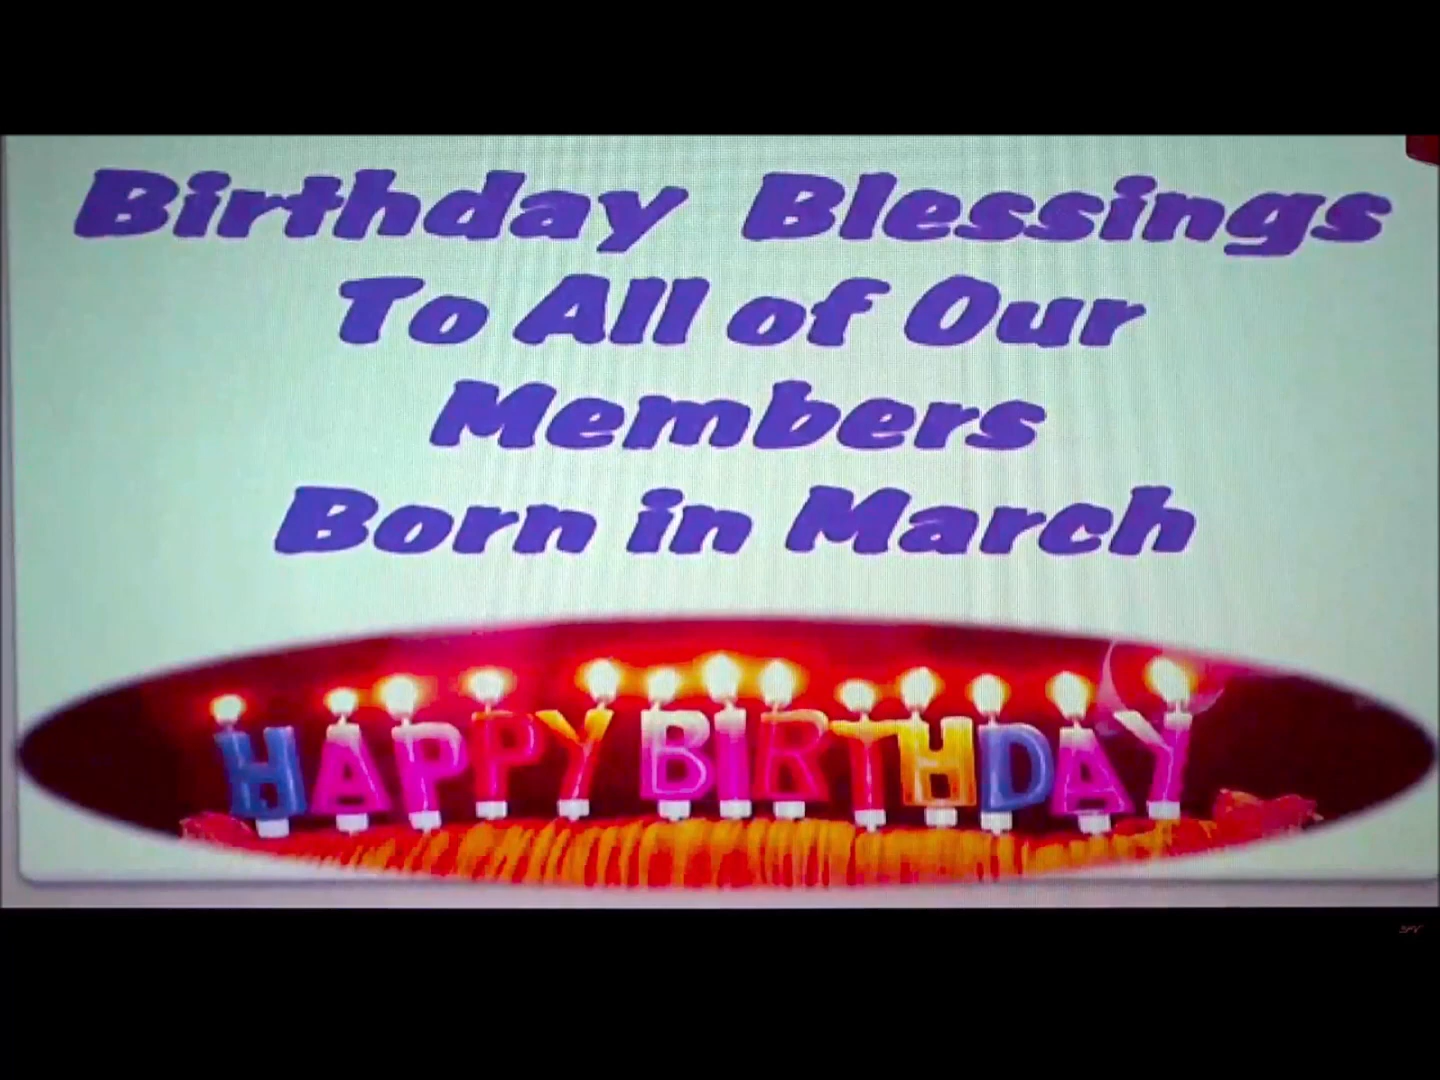 Birthday Blessings
To All of Our
Members
Born in March
HAPPY BIRTHDAY